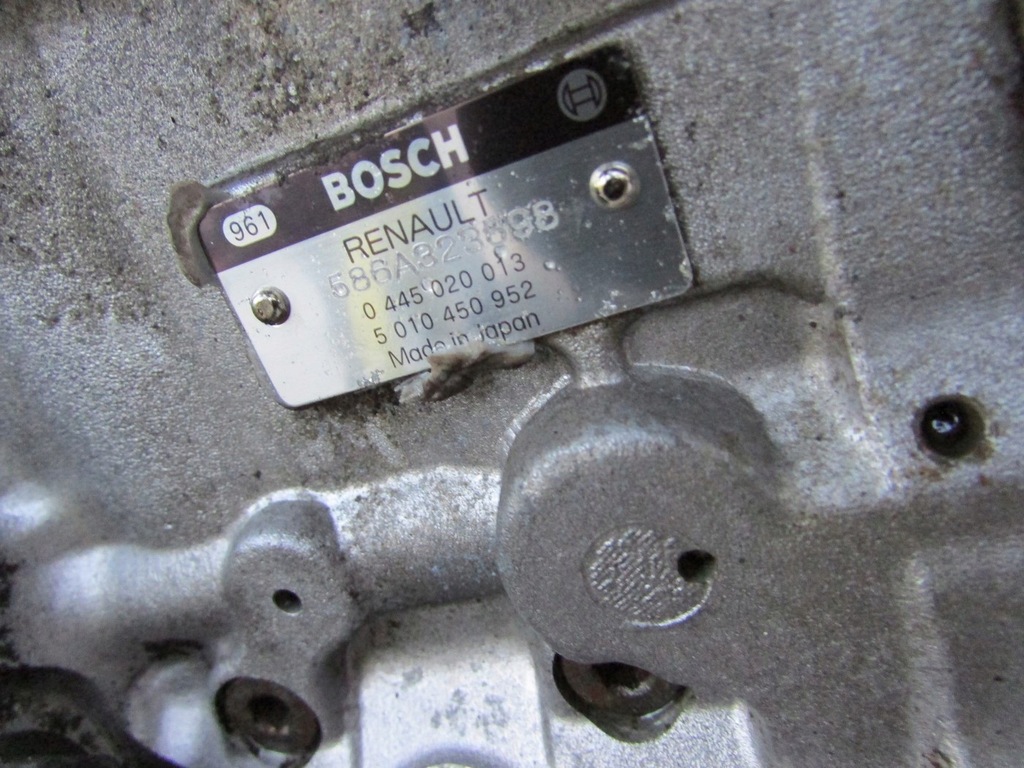 BOSCH
961
RENAULT
0 445 020 013
5 010 450 952
Made in Japan